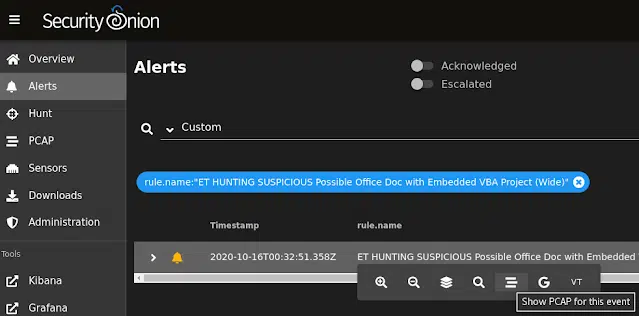 Security Onion
Overview
Alerts
Hunt
PCAP
Sensors
Downloads
Administration
Tools
Kibana
Grafana
Alerts
Acknowledged
Escalated
Custom
rule.name:"ET HUNTING SUSPICIOUS Possible Office Doc with Embedded VBA Project (Wide)"
Timestamp rule.name
2020-10-16T00:32:51.358Z ET HUNTING SUSPICIOUS Possible Office Doc with Embedded
G VT
Show PCAP for this event